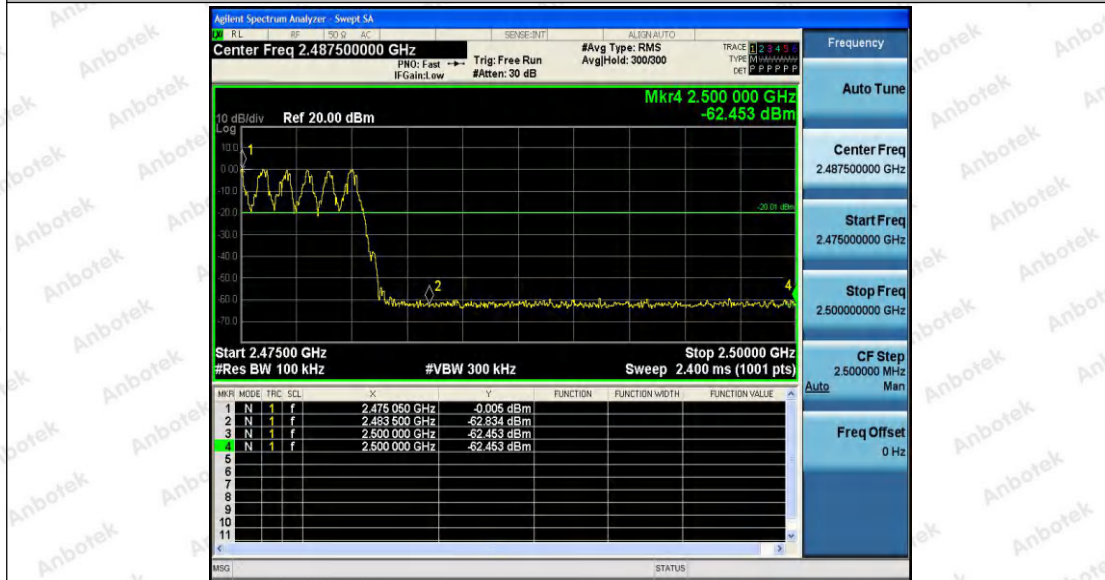 Agilent Spectrum Analyzer - Swept SA
RL RF 50 Ω AC SENSE:INT ALIGN AUTO
Center Freq 2.487500000 GHz
PNO: Fast
IFGain:Low
Trig: Free Run
#Atten: 30 dB
#Avg Type: RMS
Avg|Hold: 300/300
TRACE 1 2 3 4 5 6
TYPE M
DET P P P P P P
Mkr4 2.500 000 GHz
-62.453 dBm
10 dB/div Ref 20.00 dBm
Log
10.0
0.00
-10.0
-20.0
-30.0
-40.0
-50.0
-60.0
-70.0
1
2
4
-20.01 dBm
Start 2.47500 GHz Stop 2.50000 GHz
#Res BW 100 kHz #VBW 300 kHz Sweep 2.400 ms (1001 pts)
MKR MODE TRC SCL X Y FUNCTION FUNCTION WIDTH FUNCTION VALUE
1 N 1 f 2.475 050 GHz -0.005 dBm
2 N 1 f 2.483 500 GHz -62.834 dBm
3 N 1 f 2.500 000 GHz -62.453 dBm
4 N 1 f 2.500 000 GHz -62.453 dBm
5
6
7
8
9
10
11
MSG STATUS
Frequency
Auto Tune
Center Freq
2.487500000 GHz
Start Freq
2.475000000 GHz
Stop Freq
2.500000000 GHz
CF Step
2.500000 MHz
Auto Man
Freq Offset
0 Hz
Anbotek